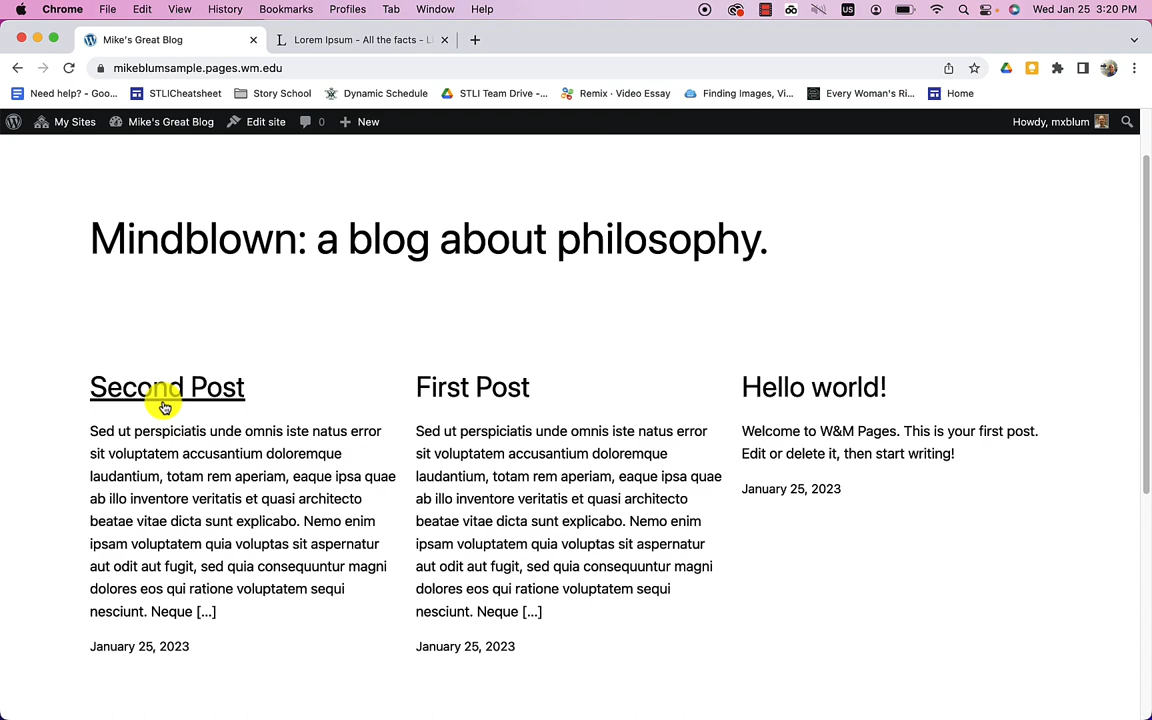 Chrome File Edit View History Bookmarks Profiles Tab Window Help US Wed Jan 25 3:20 PM
Mike's Great Blog Lorem Ipsum - All the facts - L
mikeblumsample.pages.wm.edu
Need help? - Goo... STLICheatsheet Story School Dynamic Schedule STLI Team Drive -... Remix · Video Essay Finding Images, Vi... Every Woman's Ri... Home
My Sites Mike's Great Blog Edit site 0 New Howdy, mxblum
Mindblown: a blog about philosophy.
Second Post
Sed ut perspiciatis unde omnis iste natus error
sit voluptatem accusantium doloremque
laudantium, totam rem aperiam, eaque ipsa quae
ab illo inventore veritatis et quasi architecto
beatae vitae dicta sunt explicabo. Nemo enim
ipsam voluptatem quia voluptas sit aspernatur
aut odit aut fugit, sed quia consequuntur magni
dolores eos qui ratione voluptatem sequi
nesciunt. Neque [...]
January 25, 2023
First Post
Sed ut perspiciatis unde omnis iste natus error
sit voluptatem accusantium doloremque
laudantium, totam rem aperiam, eaque ipsa quae
ab illo inventore veritatis et quasi architecto
beatae vitae dicta sunt explicabo. Nemo enim
ipsam voluptatem quia voluptas sit aspernatur
aut odit aut fugit, sed quia consequuntur magni
dolores eos qui ratione voluptatem sequi
nesciunt. Neque [...]
January 25, 2023
Hello world!
Welcome to W&M Pages. This is your first post.
Edit or delete it, then start writing!
January 25, 2023